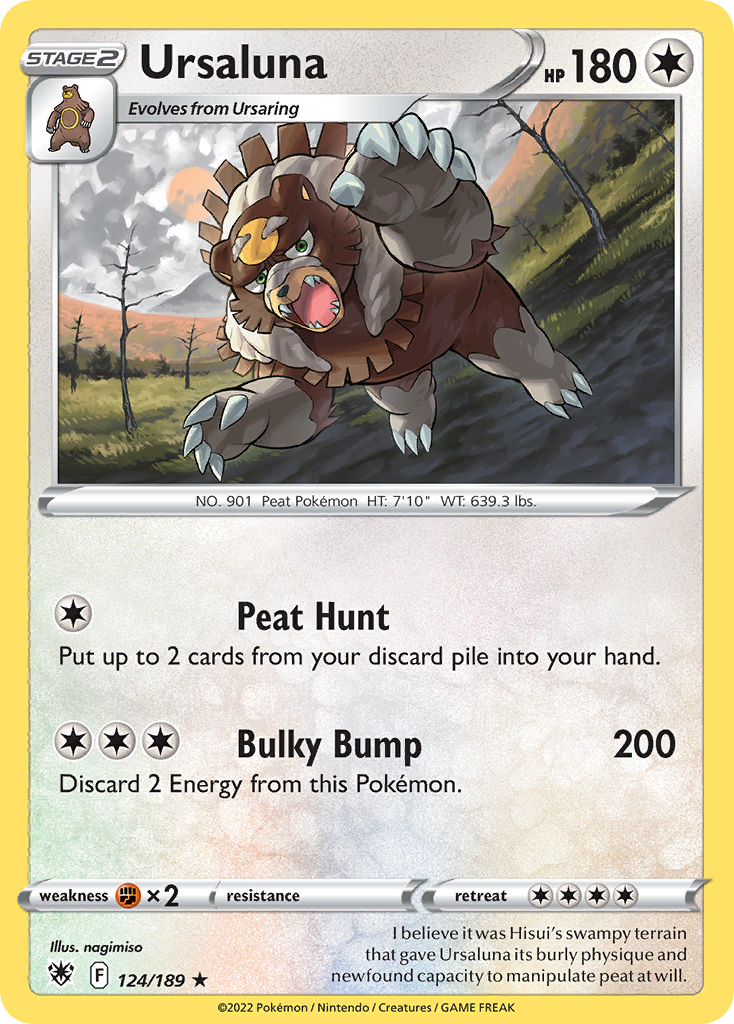 STAGE 2
Ursaluna
HP 180
Evolves from Ursaring
NO. 901 Peat Pokémon HT: 7'10" WT: 639.3 lbs.
Peat Hunt
Put up to 2 cards from your discard pile into your hand.
Bulky Bump 200
Discard 2 Energy from this Pokémon.
weakness ×2 resistance retreat
Illus. nagimiso
F 124/189 ★
I believe it was Hisui's swampy terrain
that gave Ursaluna its burly physique and
newfound capacity to manipulate peat at will.
©2022 Pokémon / Nintendo / Creatures / GAME FREAK